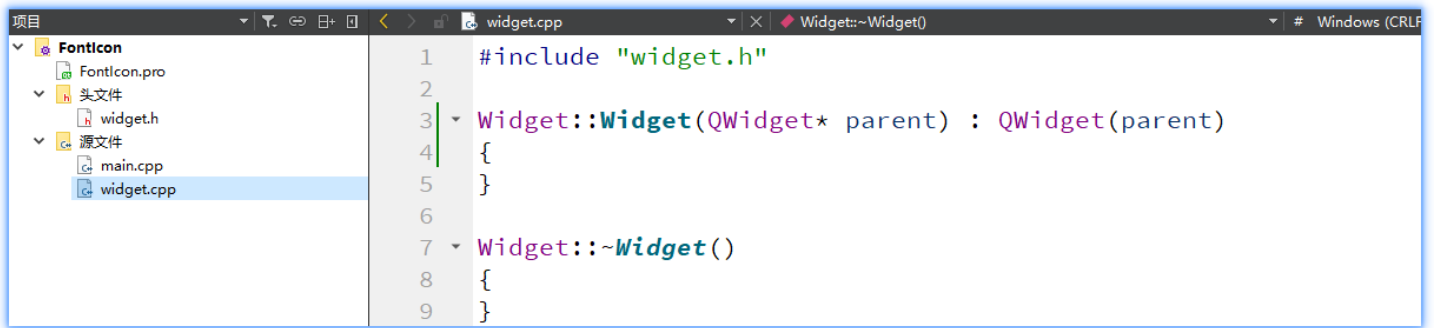 项目
widget.cpp
Widget::~Widget()
# Windows (CRLF
FontIcon
FontIcon.pro
头文件
widget.h
源文件
main.cpp
widget.cpp
1 #include "widget.h"
2
3 Widget::Widget(QWidget* parent) : QWidget(parent)
4 {
5 }
6
7 Widget::~Widget()
8 {
9 }